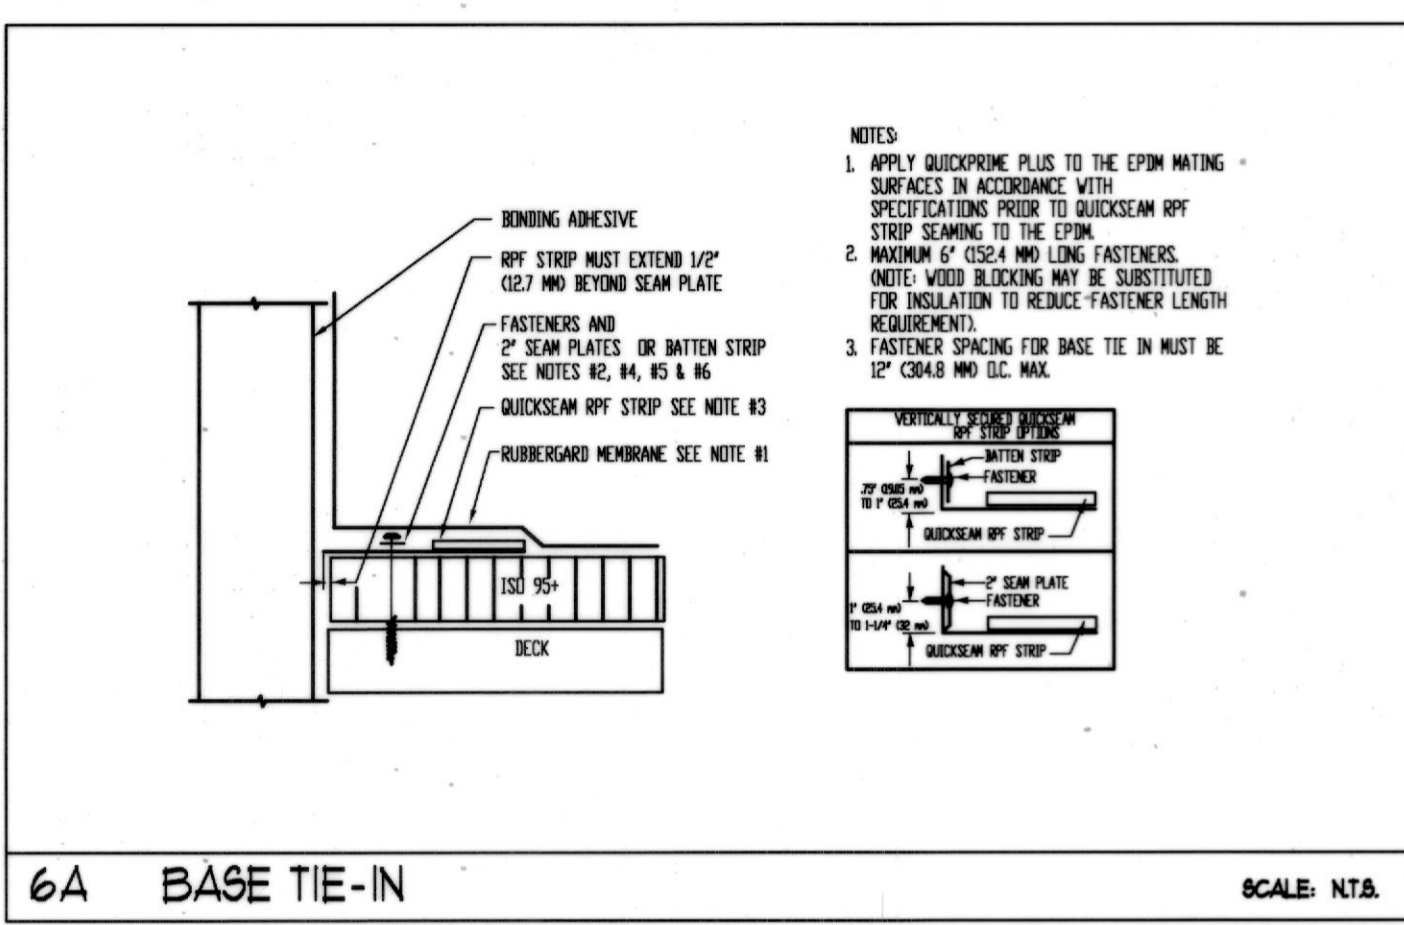 BONDING ADHESIVE
RPF STRIP MUST EXTEND 1/2"
(12.7 MM) BEYOND SEAM PLATE
FASTENERS AND
2" SEAM PLATES OR BATTEN STRIP
SEE NOTES #2, #4, #5 & #6
QUICKSEAM RPF STRIP SEE NOTE #3
RUBBERGARD MEMBRANE SEE NOTE #1
ISO 95+
DECK
NOTES:
1. APPLY QUICKPRIME PLUS TO THE EPDM MATING
SURFACES IN ACCORDANCE WITH
SPECIFICATIONS PRIOR TO QUICKSEAM RPF
STRIP SEAMING TO THE EPDM.
2. MAXIMUM 6" (152.4 MM) LONG FASTENERS.
(NOTE: WOOD BLOCKING MAY BE SUBSTITUTED
FOR INSULATION TO REDUCE FASTENER LENGTH
REQUIREMENT).
3. FASTENER SPACING FOR BASE TIE IN MUST BE
12" (304.8 MM) O.C. MAX.
VERTICALLY SECURED QUICKSEAM
RPF STRIP OPTIONS
BATTEN STRIP
FASTENER
.75" (19.05 mm)
TO 1" (25.4 mm)
QUICKSEAM RPF STRIP
2" SEAM PLATE
FASTENER
1" (25.4 mm)
TO 1-1/4" (32 mm)
QUICKSEAM RPF STRIP
6A BASE TIE-IN
SCALE: N.T.S.